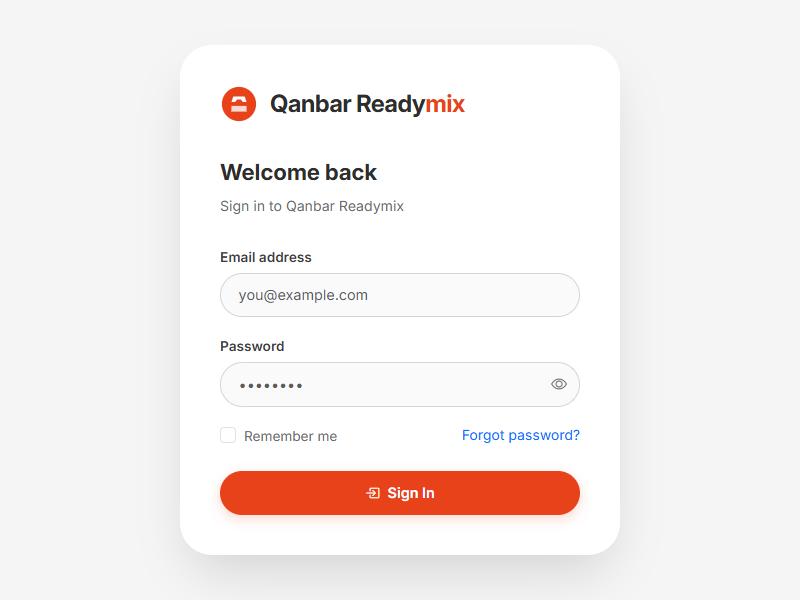 Qanbar Readymix
Welcome back
Sign in to Qanbar Readymix
Email address
you@example.com
Password
••••••••
Remember me
Forgot password?
Sign In